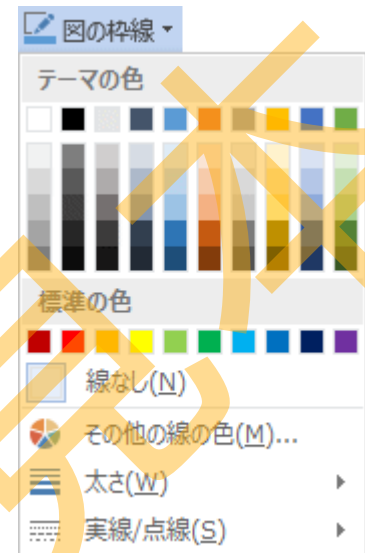 図の枠線
テーマの色
標準の色
線なし(N)
その他の線の色(M)...
太さ(W)
実線/点線(S)